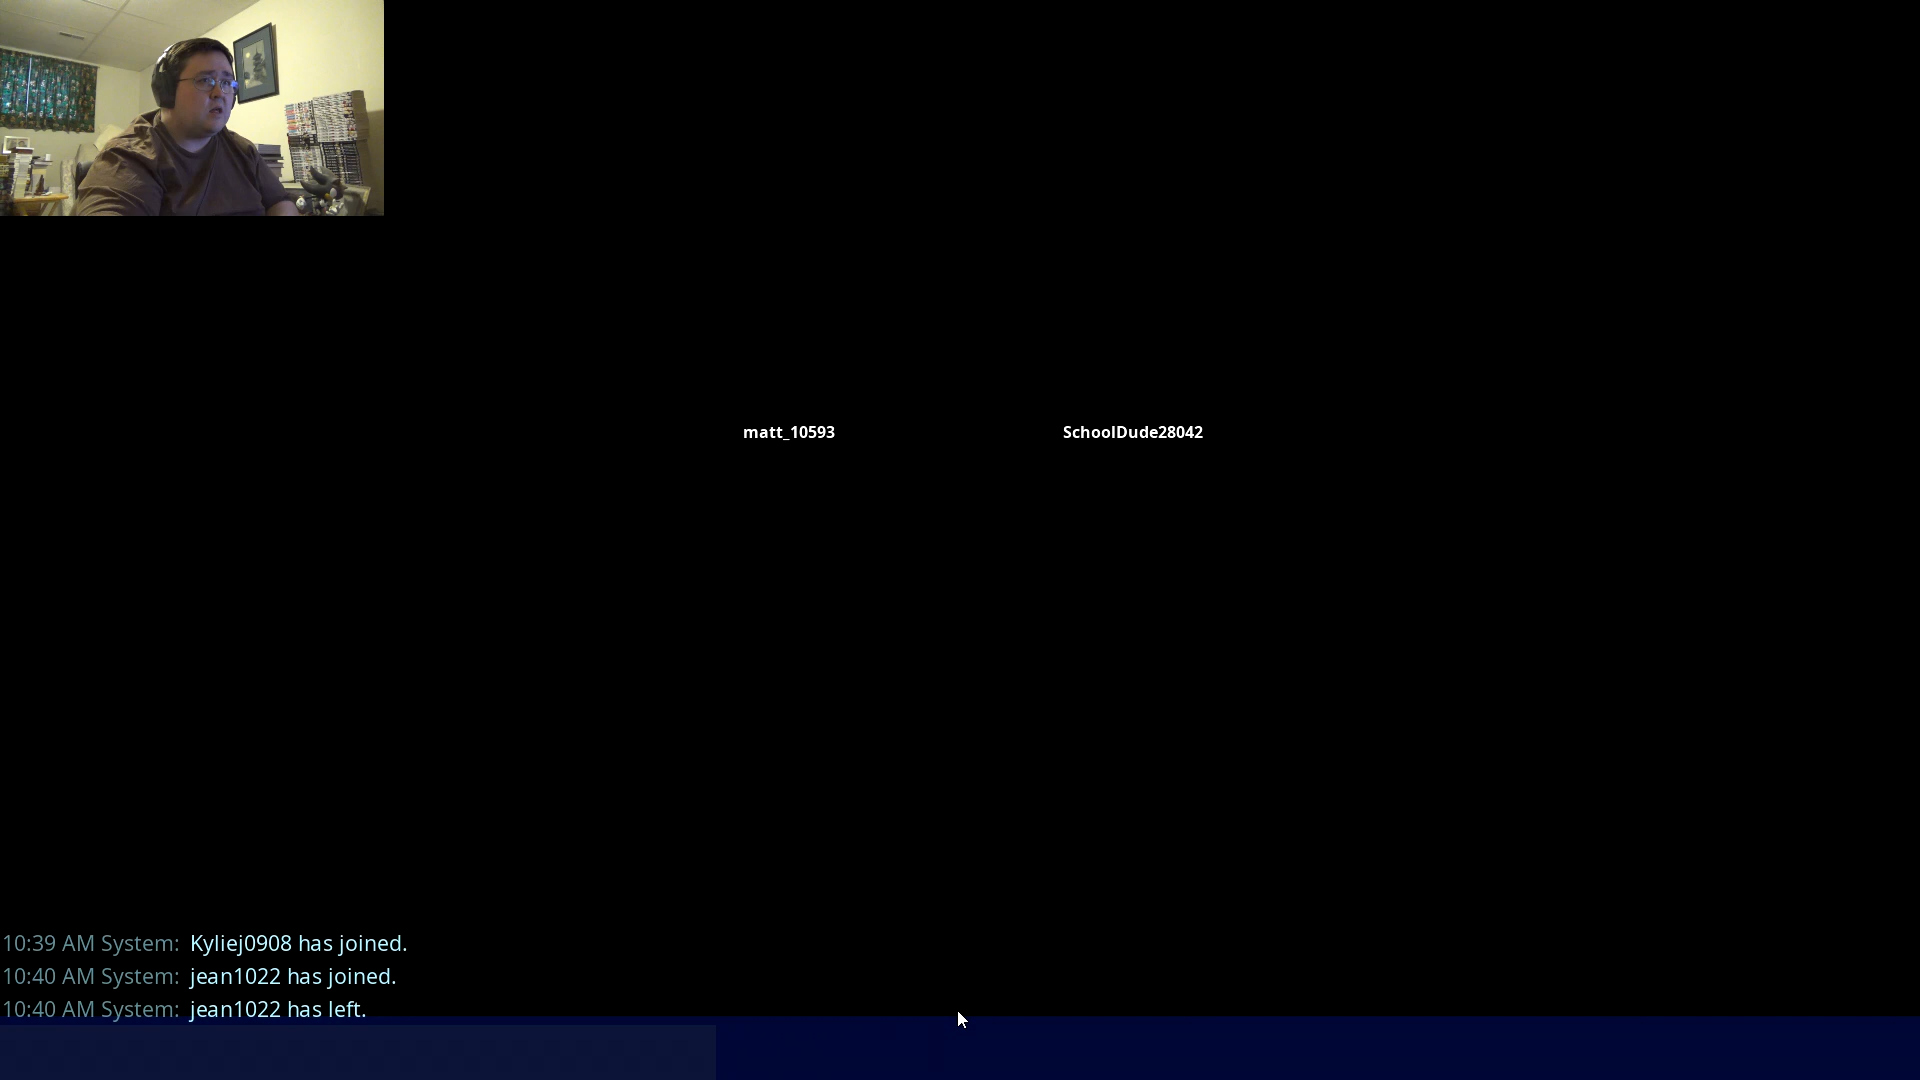 matt_10593 SchoolDude28042
10:39 AM System: Kyliej0908 has joined.
10:40 AM System: jean1022 has joined.
10:40 AM System: jean1022 has left.